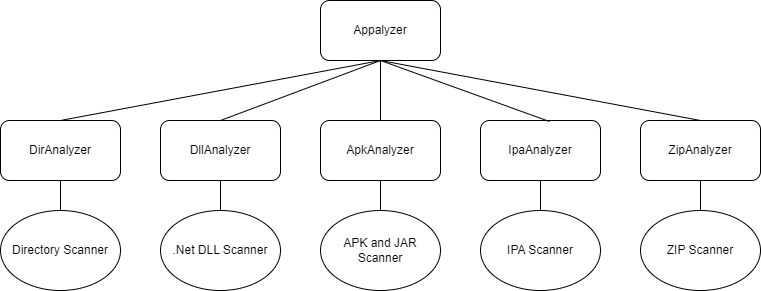 Appalyzer
DirAnalyzer
DllAnalyzer
ApkAnalyzer
IpaAnalyzer
ZipAnalyzer
Directory Scanner
.Net DLL Scanner
APK and JAR
Scanner
IPA Scanner
ZIP Scanner